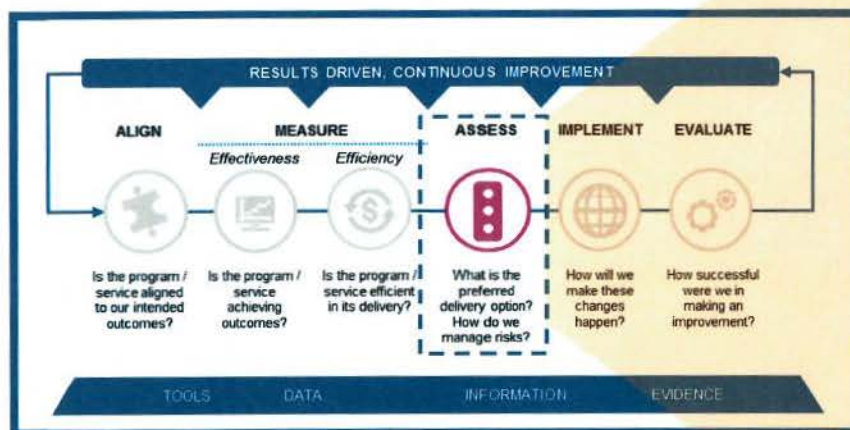 RESULTS DRIVEN, CONTINUOUS IMPROVEMENT
ALIGN
MEASURE
ASSESS
IMPLEMENT
EVALUATE
Effectiveness
Efficiency
$
Is the program /
service aligned
to our intended
outcomes?
Is the program /
service
achieving
outcomes?
Is the program /
service efficient
in its delivery?
What is the
preferred
delivery option?
How do we
manage risks?
How will we
make these
changes
happen?
How successful
were we in
making an
improvement?
TOOLS
DATA
INFORMATION
EVIDENCE